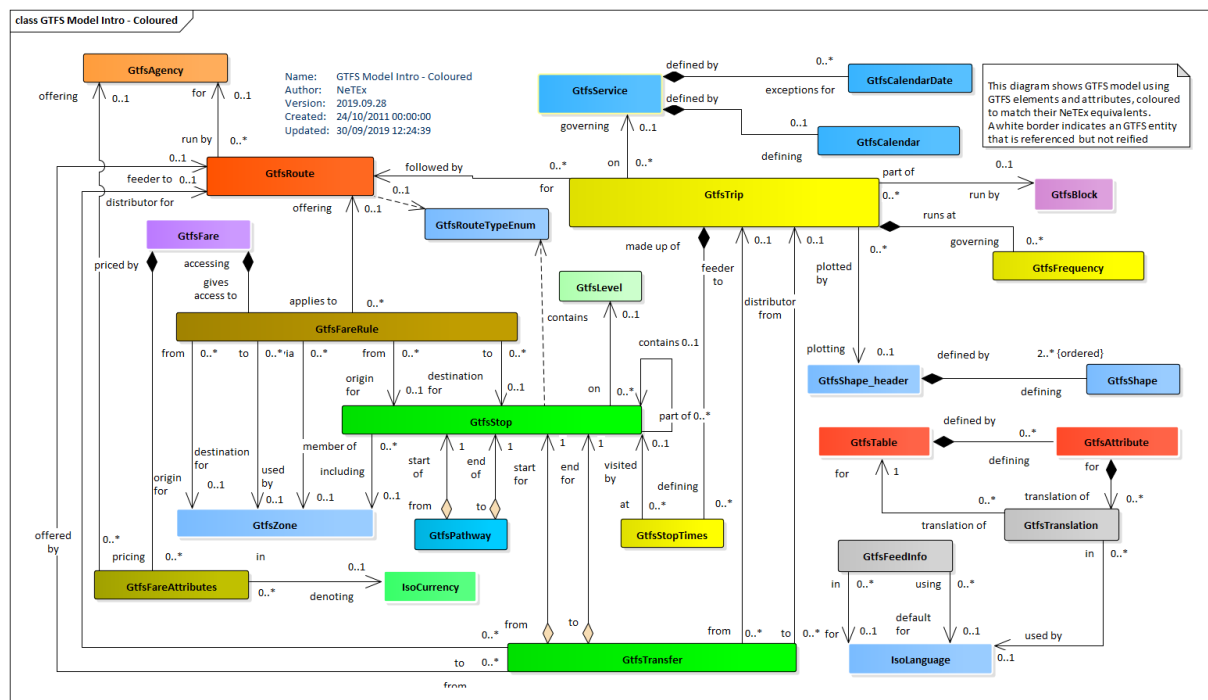 class GTFS Model Intro - Coloured
GtfsAgency
offering
0..1
for
0..1
run by
0..*
Name: GTFS Model Intro - Coloured
Author: NeTEx
Version: 2019.09.28
Created: 24/10/2011 00:00:00
Updated: 30/09/2019 12:24:39
GtfsService
defined by
0..*
exceptions for
GtfsCalendarDate
defined by
0..1
defining
GtfsCalendar
governing
0..1
This diagram shows GTFS model using
GTFS elements and attributes, coloured
to match their NeTEx equivalents.
A white border indicates an GTFS entity
that is referenced but not reified
0..1
feeder to
0..1
distributor for
GtfsRoute
followed by
0..1
offering
0..1
GtfsRouteTypeEnum
0..*
for
on
0..*
GtfsTrip
part of
0..*
0..1
run by
GtfsBlock
runs at
governing
0..*
GtfsFrequency
GtfsFare
priced by
accessing
gives
access to
applies to
0..*
GtfsFareRule
GtfsLevel
contains
0..1
made up of
feeder
to
0..1
0..1
distributor
from
0..*
plotted
by
plotting
0..1
GtfsShape_header
defined by
2..* {ordered}
defining
GtfsShape
from
0..*
to
0..*
ia
0..*
from
0..*
to
0..*
origin
for
0..1
destination
for
0..1
on
0..*
contains 0..1
part of 0..*
GtfsStop
origin
for
0..1
destination
for
used
by
0..1
member of
0..1
0..*
including
0..1
GtfsZone
start
of
1
end
of
1
start
for
1
end
for
1
visited
by
0..1
from
to
GtfsPathway
at
0..*
defining
0..*
GtfsStopTimes
GtfsTable
defined by
0..*
defining
GtfsAttribute
for
1
for
0..*
translation of
translation of
0..*
GtfsTranslation
in
0..*
offered
by
0..*
pricing
0..*
in
GtfsFareAttributes
0..*
0..1
denoting
IsoCurrency
GtfsFeedInfo
in
0..*
using
0..*
for
0..1
default
for
0..1
used by
0..1
IsoLanguage
from
to
0..*
to
0..*
from
from
0..*
to
0..*
GtfsTransfer